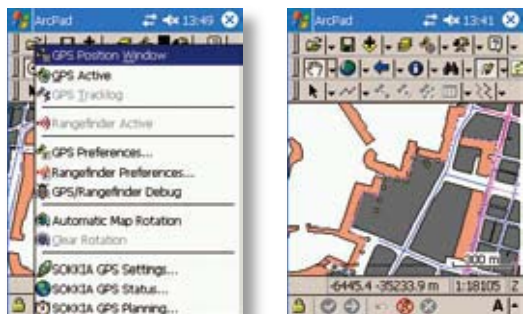 ArcPad 13:49
GPS Position Window
GPS Active
GPS Tracklog
Rangefinder Active
GPS Preferences...
Rangefinder Preferences...
GPS/Rangefinder Debug
Automatic Map Rotation
Clear Rotation
SOKKIA GPS Settings...
SOKKIA GPS Status...
SOKKIA GPS Planning...
ArcPad 13:41
300 m
-6445.4 -35233.9 m 1:18105 Z
A